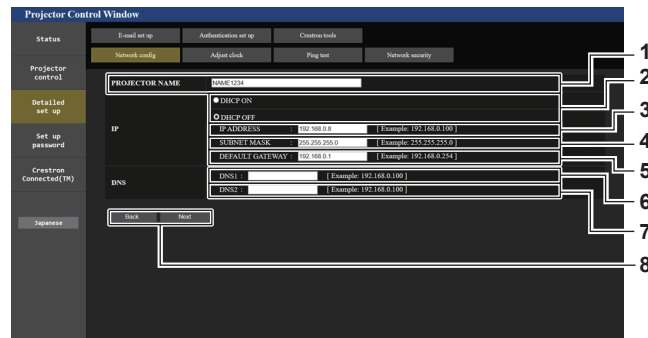 Projector Control Window
Status
Projector
control
Detailed
set up
Set up
password
Crestron
Connected(TM)
Japanese
E-mail set up
Authentication set up
Crestron tools
Network config
Adjust clock
Ping test
Network security
PROJECTOR NAME
NAME1234
IP
DHCP ON
DHCP OFF
IP ADDRESS : 192.168.0.8 [ Example: 192.168.0.100 ]
SUBNET MASK : 255.255.255.0 [ Example: 255.255.255.0 ]
DEFAULT GATEWAY : 192.168.0.1 [ Example: 192.168.0.254 ]
DNS
DNS1 : [ Example: 192.168.0.100 ]
DNS2 : [ Example: 192.168.0.100 ]
Back Next
1
2
3
4
5
6
7
8